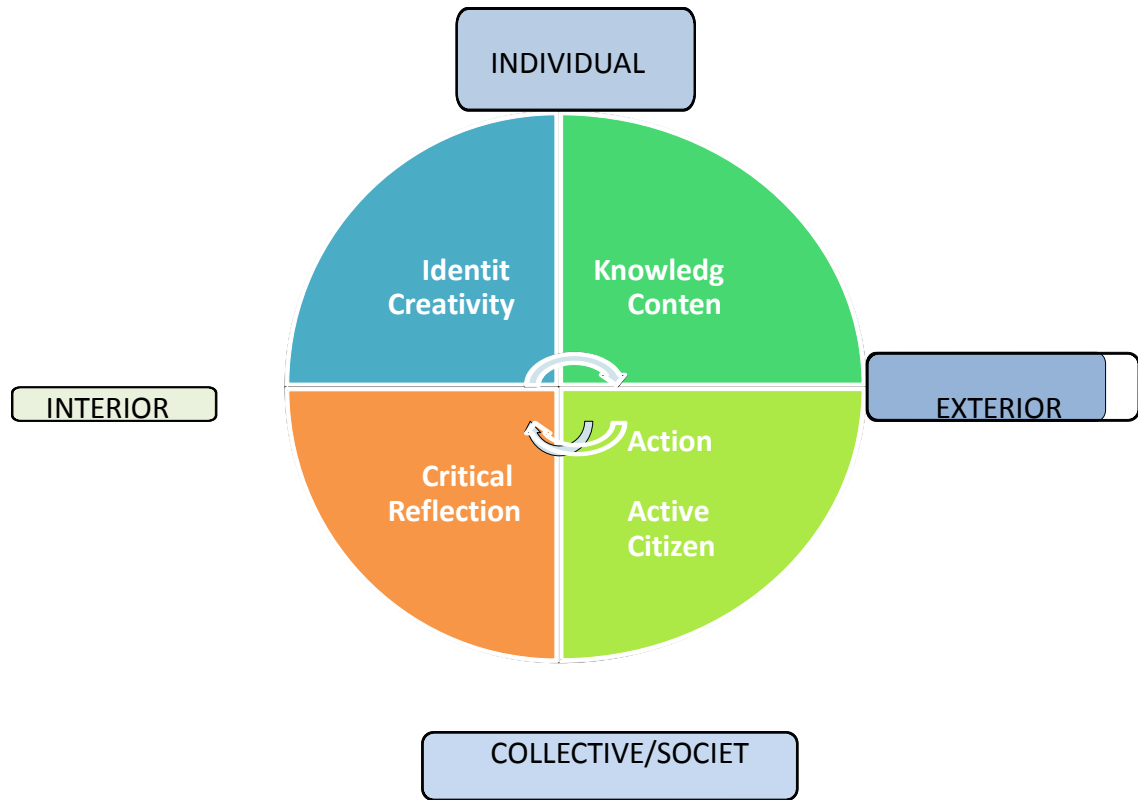 INDIVIDUAL
Identit
Creativity
Knowledg
Conten
INTERIOR
EXTERIOR
Critical
Reflection
Action
Active
Citizen
COLLECTIVE/SOCIET